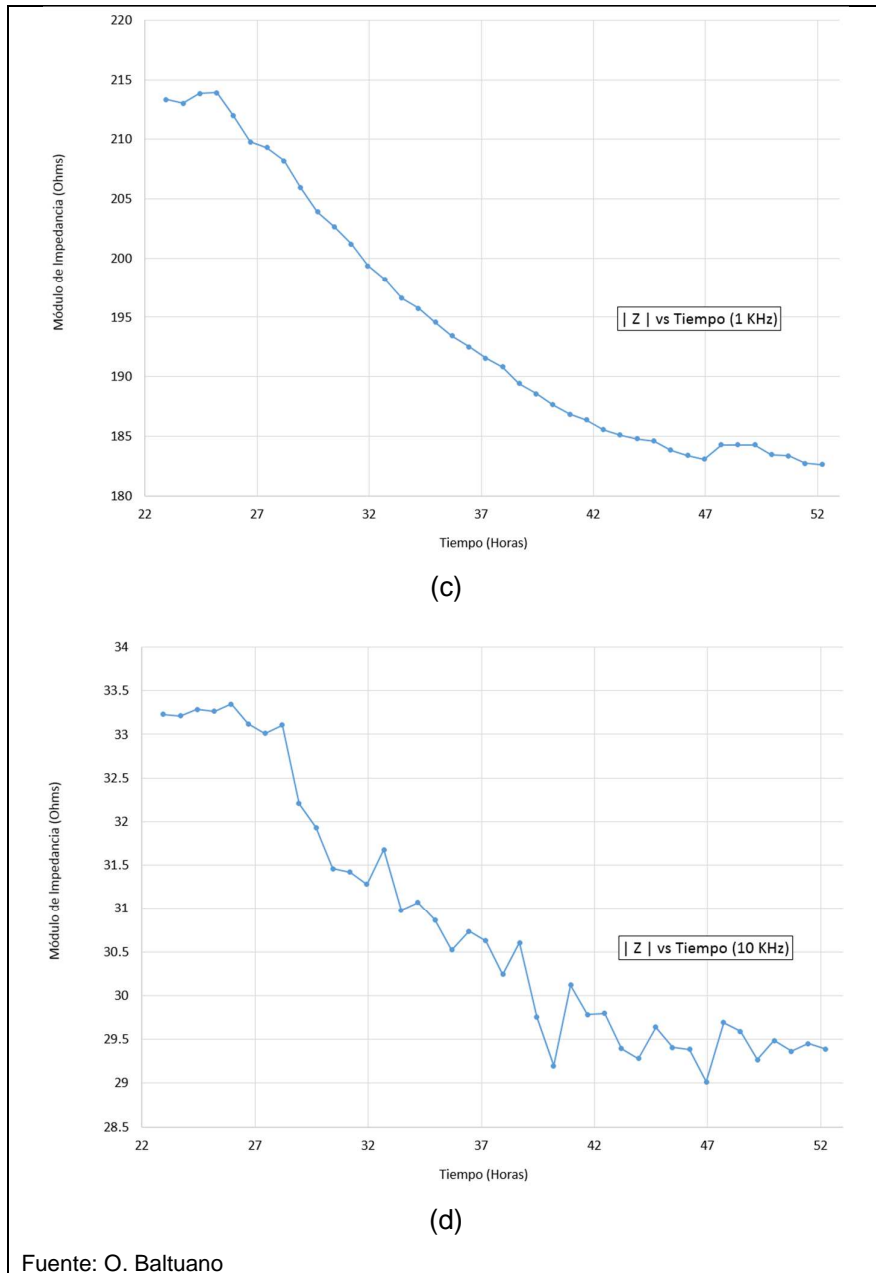 220
215
210
205
200
195
190
185
180
Módulo de Impedancia (Ohms)
| Z | vs Tiempo (1 KHz)
22 27 32 37 42 47 52
Tiempo (Horas)
(c)
34
33.5
33
32.5
32
31.5
31
30.5
30
29.5
29
28.5
Módulo de Impedancia (Ohms)
| Z | vs Tiempo (10 KHz)
22 27 32 37 42 47 52
Tiempo (Horas)
(d)
Fuente: O. Baltuano